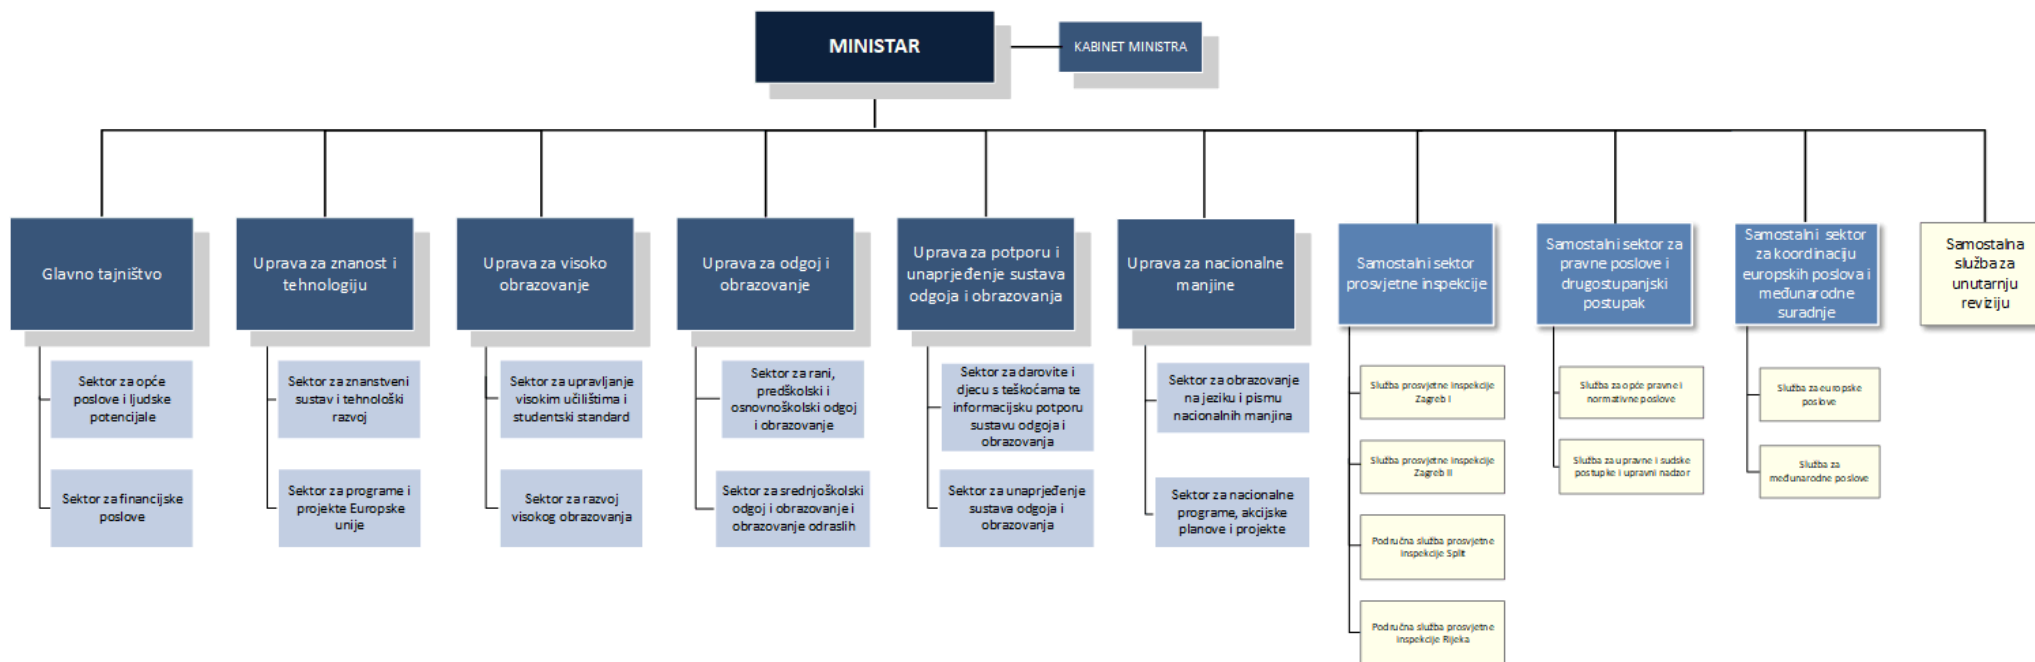 MINISTAR
KABINET MINISTRA
Glavno tajništvo
Uprava za znanost i
tehnologiju
Uprava za visoko
obrazovanje
Uprava za odgoj i
obrazovanje
Uprava za potporu i
unaprjeđenje sustava
odgoja i obrazovanja
Uprava za nacionalne
manjine
Samostalni sektor
prosvjetne inspekcije
Samostalni sektor za
pravne poslove i
drugostupanjski
postupak
Samostalni sektor
za koordinaciju
europskih poslova i
međunarodne
suradnje
Samostalna
služba za
unutarnju
reviziju
Sektor za opće
poslove i ljudske
potencijale
Sektor za financijske
poslove
Sektor za znanstveni
sustav i tehnološki
razvoj
Sektor za programe i
projekte Europske
unije
Sektor za upravljanje
visokim učilištima i
studentski standard
Sektor za razvoj
visokog obrazovanja
Sektor za rani,
predškolski i
osnovnoškolski odgoj
i obrazovanje
Sektor za srednjoškolski
odgoj i obrazovanje i
obrazovanje odraslih
Sektor za darovite i
djecu s teškoćama te
informacijsku potporu
sustavu odgoja i
obrazovanja
Sektor za unaprjeđenje
sustava odgoja i
obrazovanja
Sektor za obrazovanje
na jeziku i pismu
nacionalnih manjina
Sektor za nacionalne
programe, akcijske
planove i projekte
Služba prosvjetne inspekcije
Zagreb I
Služba prosvjetne inspekcije
Zagreb II
Područna služba prosvjetne
inspekcije Split
Područna služba prosvjetne
inspekcije Rijeka
Služba za opće pravne i
normativne poslove
Služba za upravne i sudske
postupke i upravni nadzor
Služba za europske
poslove
Služba za
međunarodne poslove